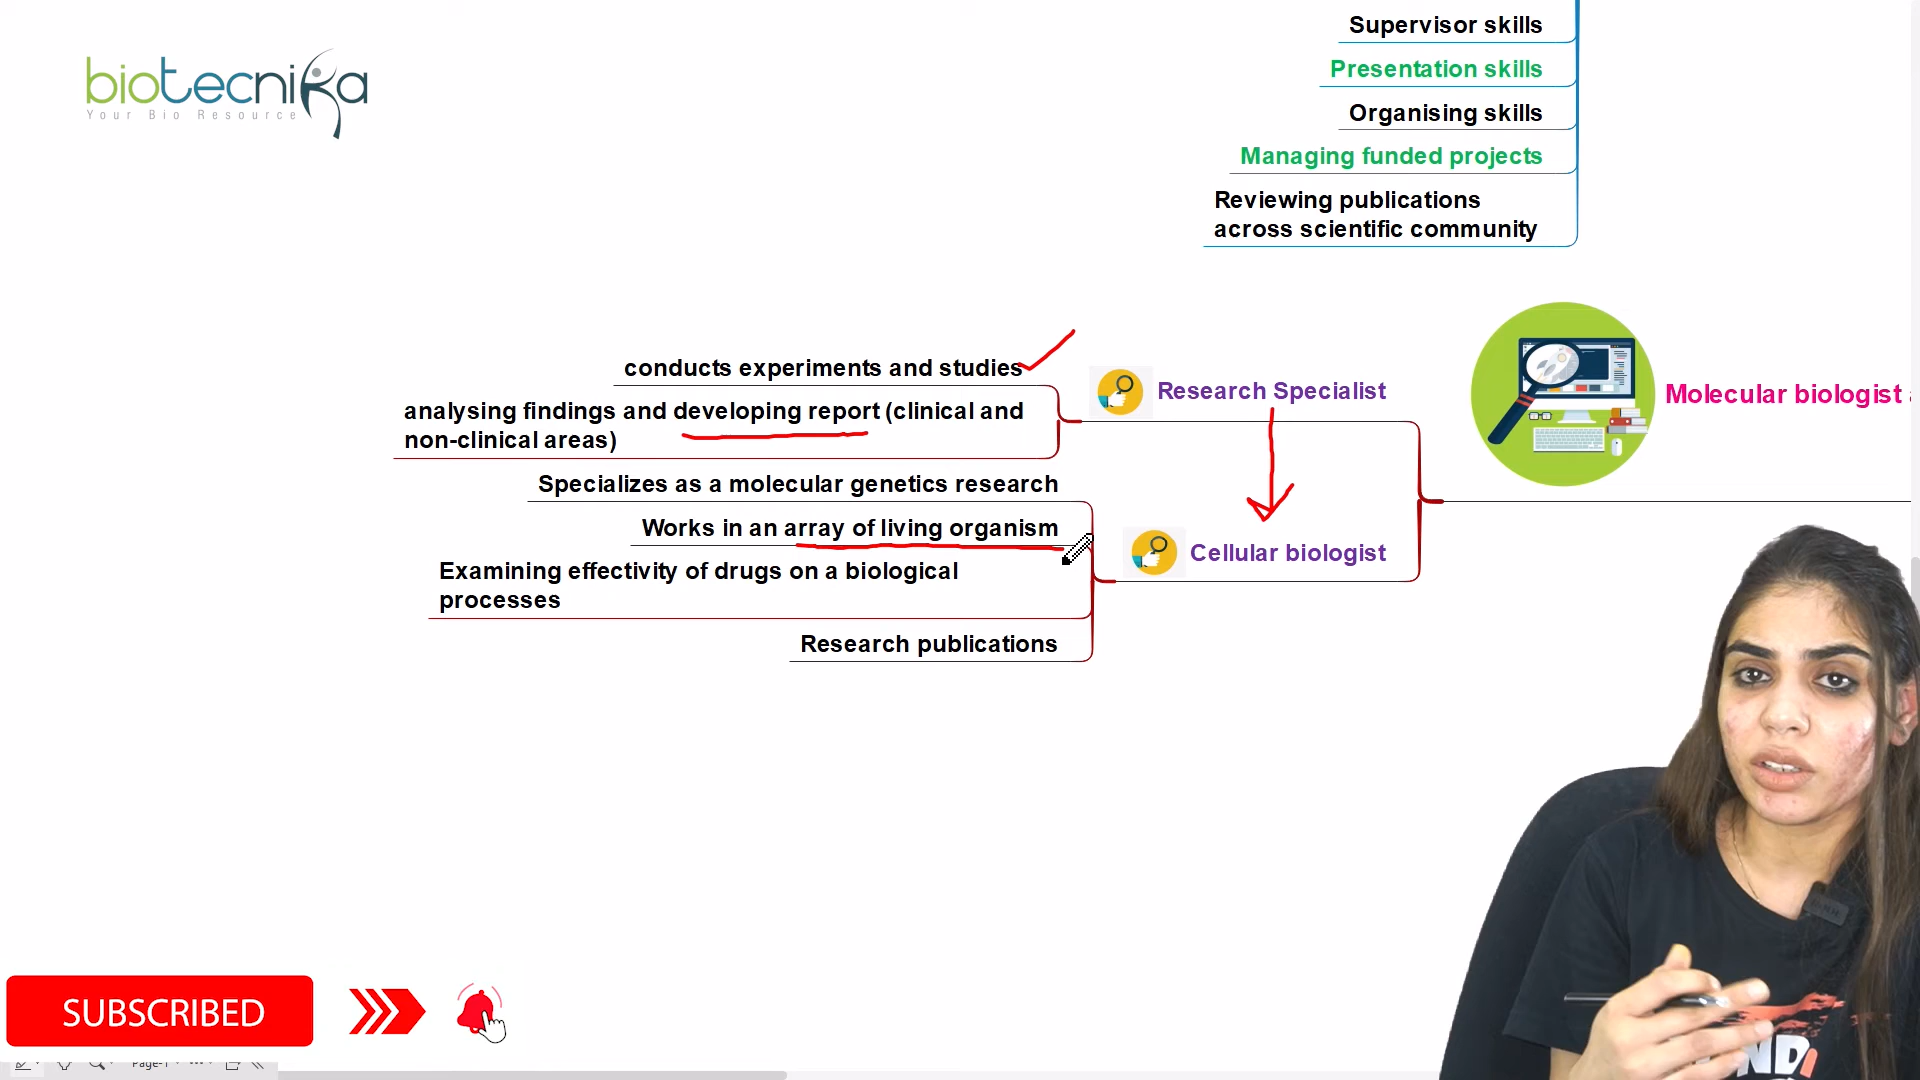 biotecnika
Your Bio Resource
Supervisor skills
Presentation skills
Organising skills
Managing funded projects
Reviewing publications
across scientific community
conducts experiments and studies
analysing findings and developing report (clinical and
non-clinical areas)
Research Specialist
Molecular biologist
Specializes as a molecular genetics research
Works in an array of living organism
Examining effectivity of drugs on a biological
processes
Research publications
Cellular biologist
SUBSCRIBED